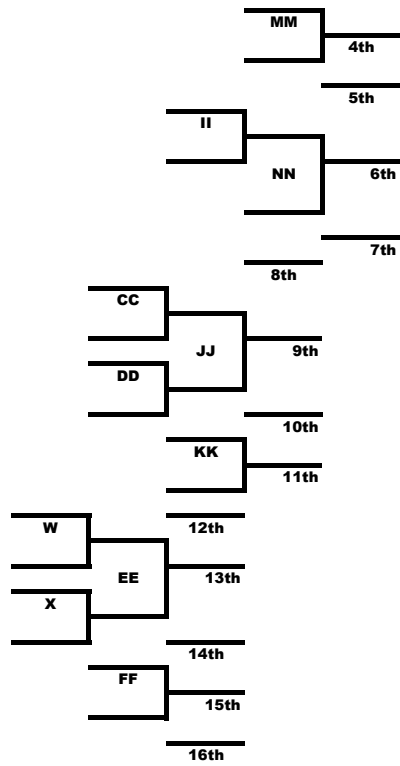 MM
4th
5th
II
NN
6th
7th
8th
CC
JJ
9th
DD
10th
KK
11th
W
12th
EE
13th
X
14th
FF
15th
16th